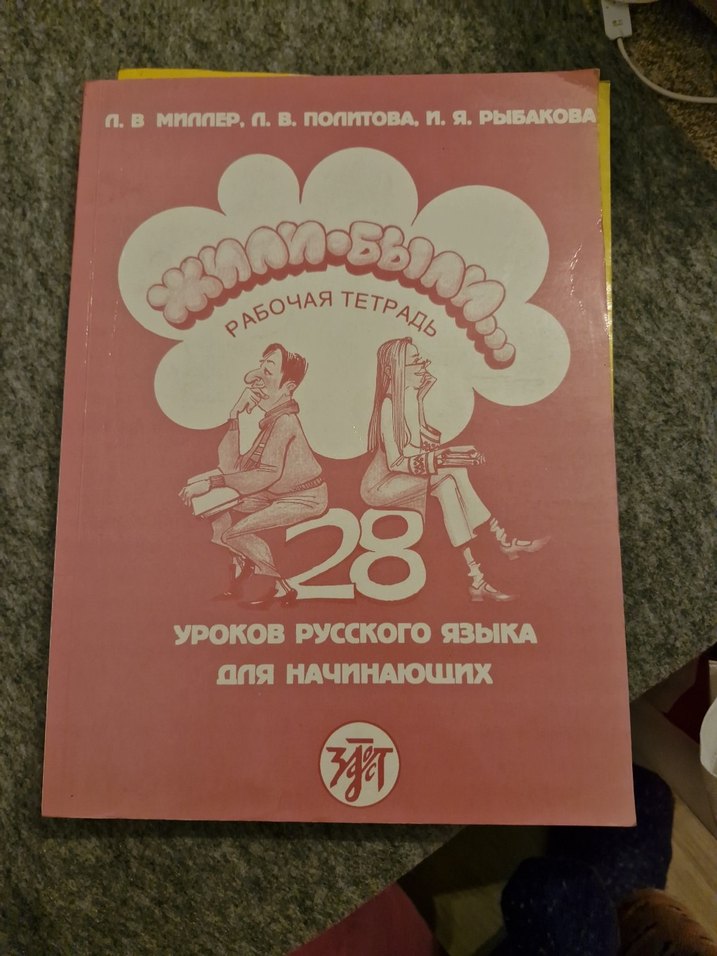 Л. В МИЛЛЕР, Л. В. ПОЛИТОВА, И. Я. РЫБАКОВА
ЖИЛИ-БЫЛИ...
РАБОЧАЯ ТЕТРАДЬ
28
УРОКОВ РУССКОГО ЯЗЫКА
ДЛЯ НАЧИНАЮЩИХ
ЗЛАТОУСТ